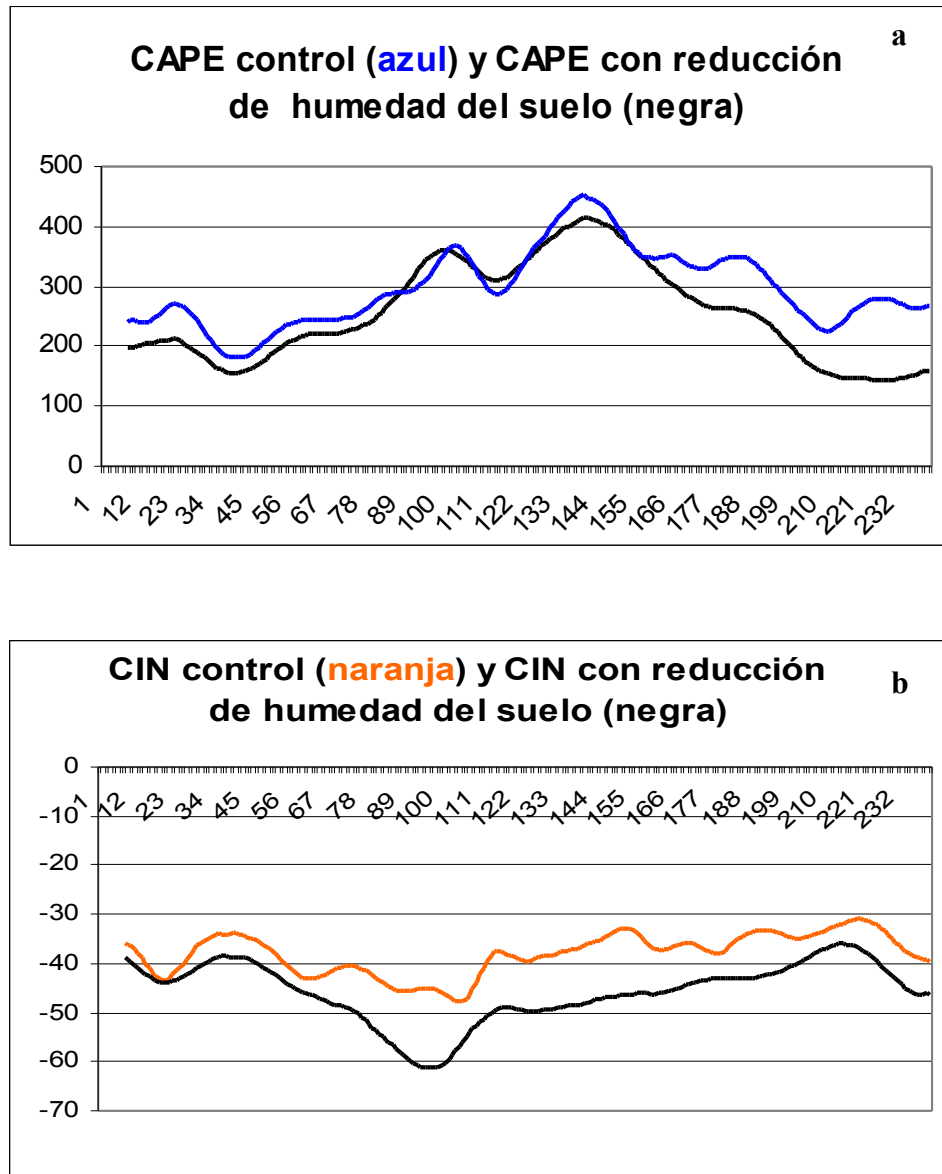 a
CAPE control (azul) y CAPE con reducción
de humedad del suelo (negra)
500
400
300
200
100
0
1 12 23 34 45 56 67 78 89 100 111 122 133 144 155 166 177 188 199 210 221 232
b
CIN control (naranja) y CIN con reducción
de humedad del suelo (negra)
0
1 12 23 34 45 56 67 78 89 100 111 122 133 144 155 166 177 188 199 210 221 232
-10
-20
-30
-40
-50
-60
-70